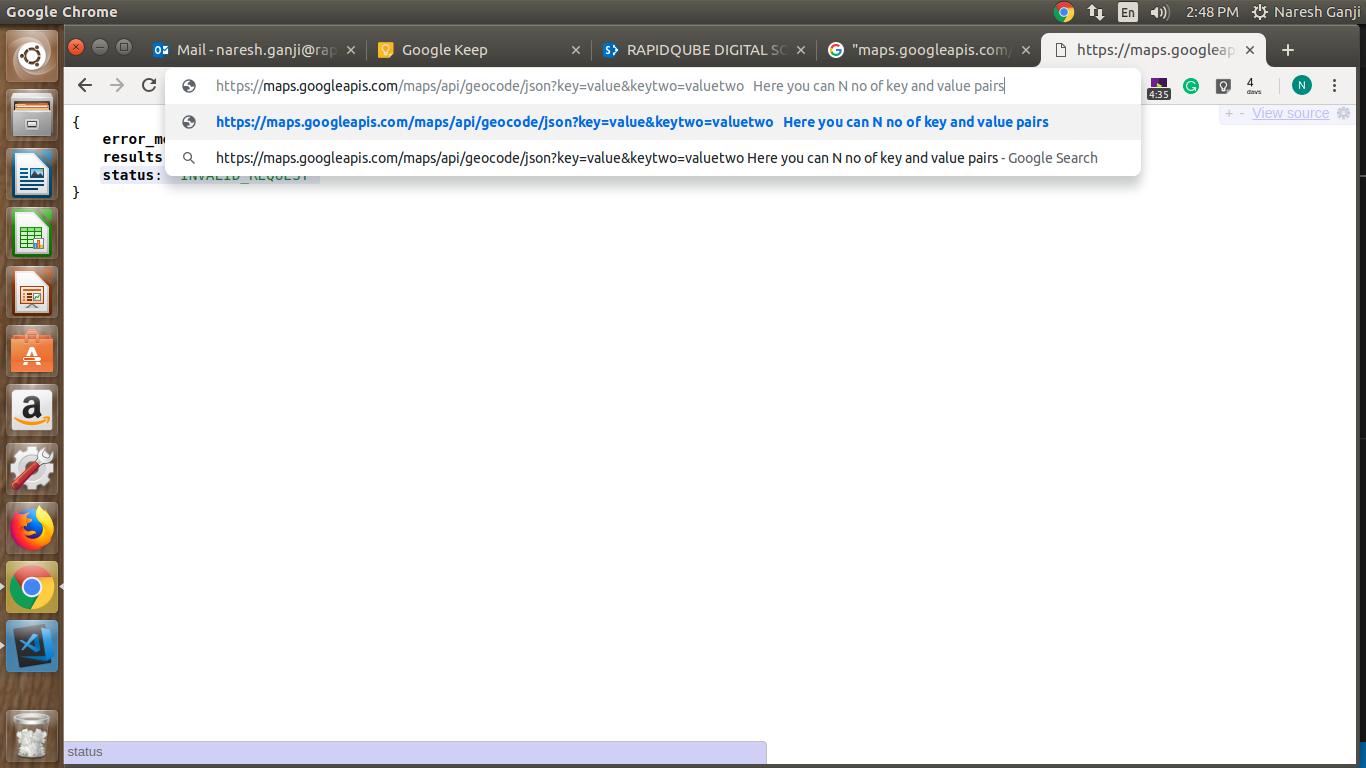 Google Chrome
En
2:48 PM
Naresh Ganji
Mail - naresh.ganji@rap
Google Keep
RAPIDQUBE DIGITAL SC
"maps.googleapis.com/
https://maps.googleap
https://maps.googleapis.com/maps/api/geocode/json?key=value&keytwo=valuetwo Here you can N no of key and value pairs
4:35
4
days
N
https://maps.googleapis.com/maps/api/geocode/json?key=value&keytwo=valuetwo Here you can N no of key and value pairs
https://maps.googleapis.com/maps/api/geocode/json?key=value&keytwo=valuetwo Here you can N no of key and value pairs - Google Search
+ - View source
{
error_me
results
status: "INVALID_REQUEST"
}
status